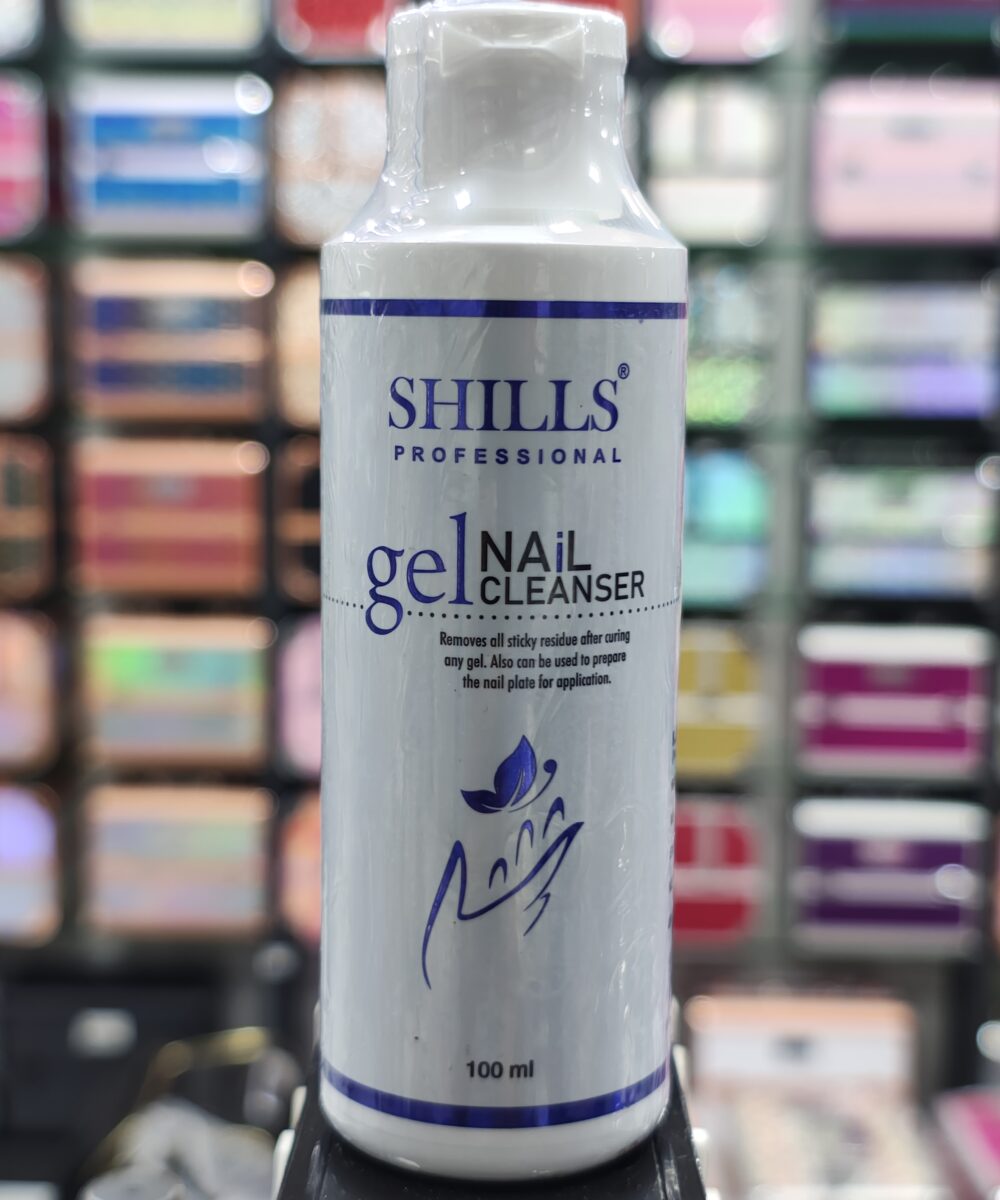 SHILLS®
PROFESSIONAL
gel NAiL
CLEANSER
Removes all sticky residue after curing
any gel. Also can be used to prepare
the nail plate for application.
100 ml